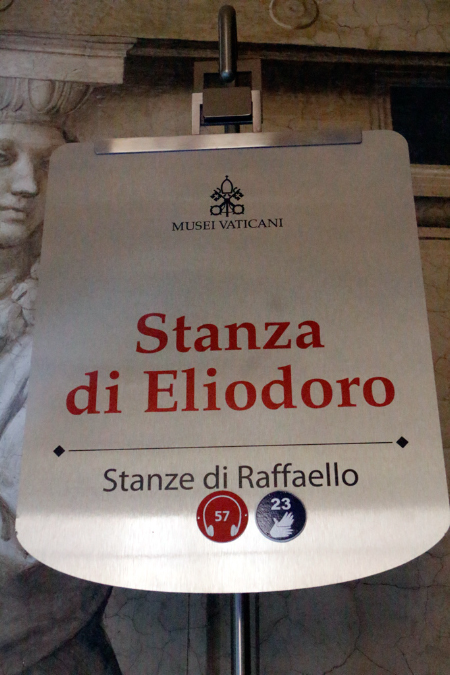 MUSEI VATICANI
Stanza
di Eliodoro
Stanze di Raffaello
57
23